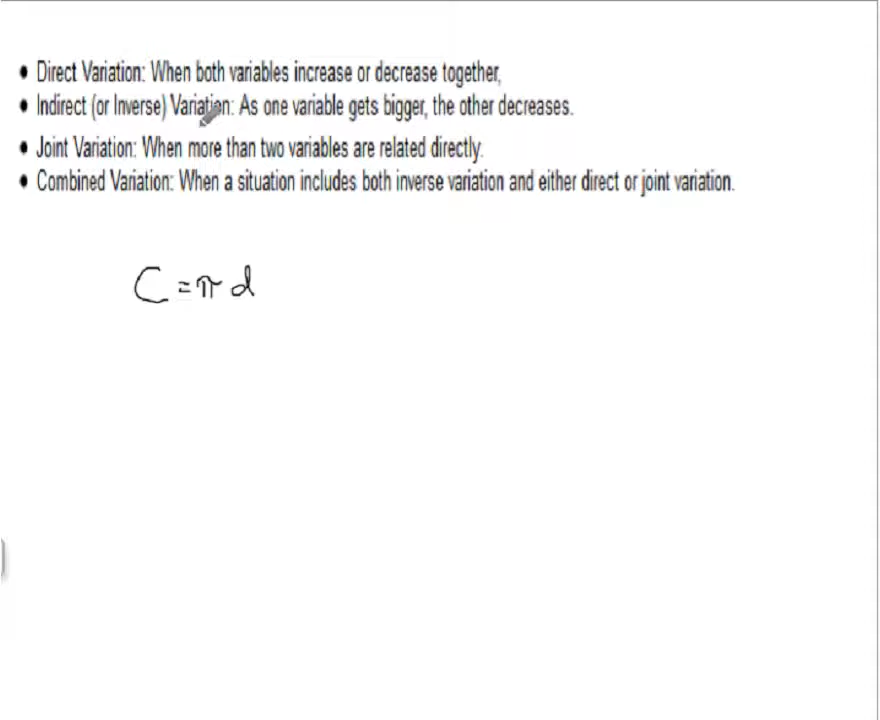 • Direct Variation: When both variables increase or decrease together,
• Indirect (or Inverse) Variation: As one variable gets bigger, the other decreases.
• Joint Variation: When more than two variables are related directly.
• Combined Variation: When a situation includes both inverse variation and either direct or joint variation.
C = π d